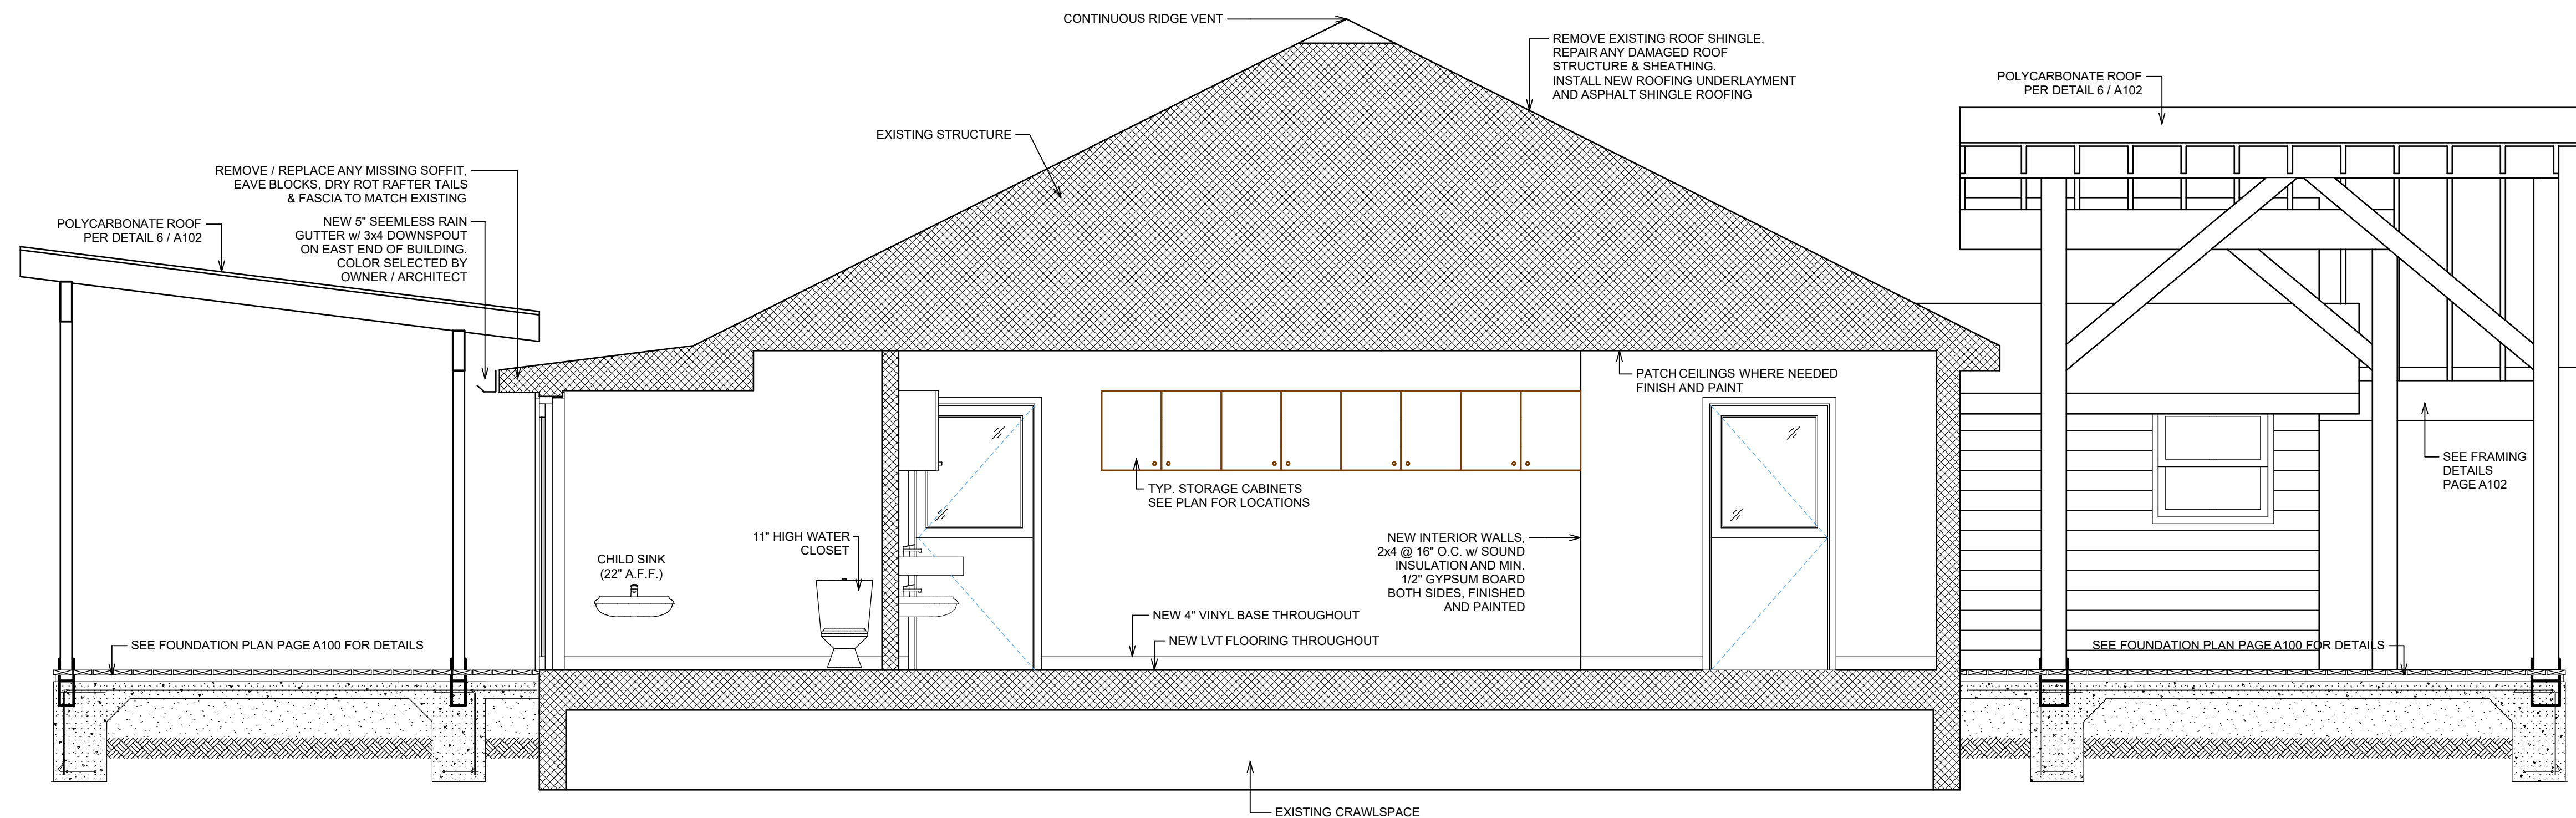 CONTINUOUS RIDGE VENT
REMOVE EXISTING ROOF SHINGLE,
REPAIR ANY DAMAGED ROOF
STRUCTURE & SHEATHING.
INSTALL NEW ROOFING UNDERLAYMENT
AND ASPHALT SHINGLE ROOFING
POLYCARBONATE ROOF
PER DETAIL 6 / A102
EXISTING STRUCTURE
REMOVE / REPLACE ANY MISSING SOFFIT,
EAVE BLOCKS, DRY ROT RAFTER TAILS
& FASCIA TO MATCH EXISTING
POLYCARBONATE ROOF
PER DETAIL 6 / A102
NEW 5" SEEMLESS RAIN
GUTTER w/ 3x4 DOWNSPOUT
ON EAST END OF BUILDING.
COLOR SELECTED BY
OWNER / ARCHITECT
PATCH CEILINGS WHERE NEEDED
FINISH AND PAINT
SEE FRAMING
DETAILS
PAGE A102
TYP. STORAGE CABINETS
SEE PLAN FOR LOCATIONS
11" HIGH WATER
CLOSET
CHILD SINK
(22" A.F.F.)
NEW INTERIOR WALLS,
2x4 @ 16" O.C. w/ SOUND
INSULATION AND MIN.
1/2" GYPSUM BOARD
BOTH SIDES, FINISHED
AND PAINTED
NEW 4" VINYL BASE THROUGHOUT
NEW LVT FLOORING THROUGHOUT
SEE FOUNDATION PLAN PAGE A100 FOR DETAILS
SEE FOUNDATION PLAN PAGE A100 FOR DETAILS
EXISTING CRAWLSPACE